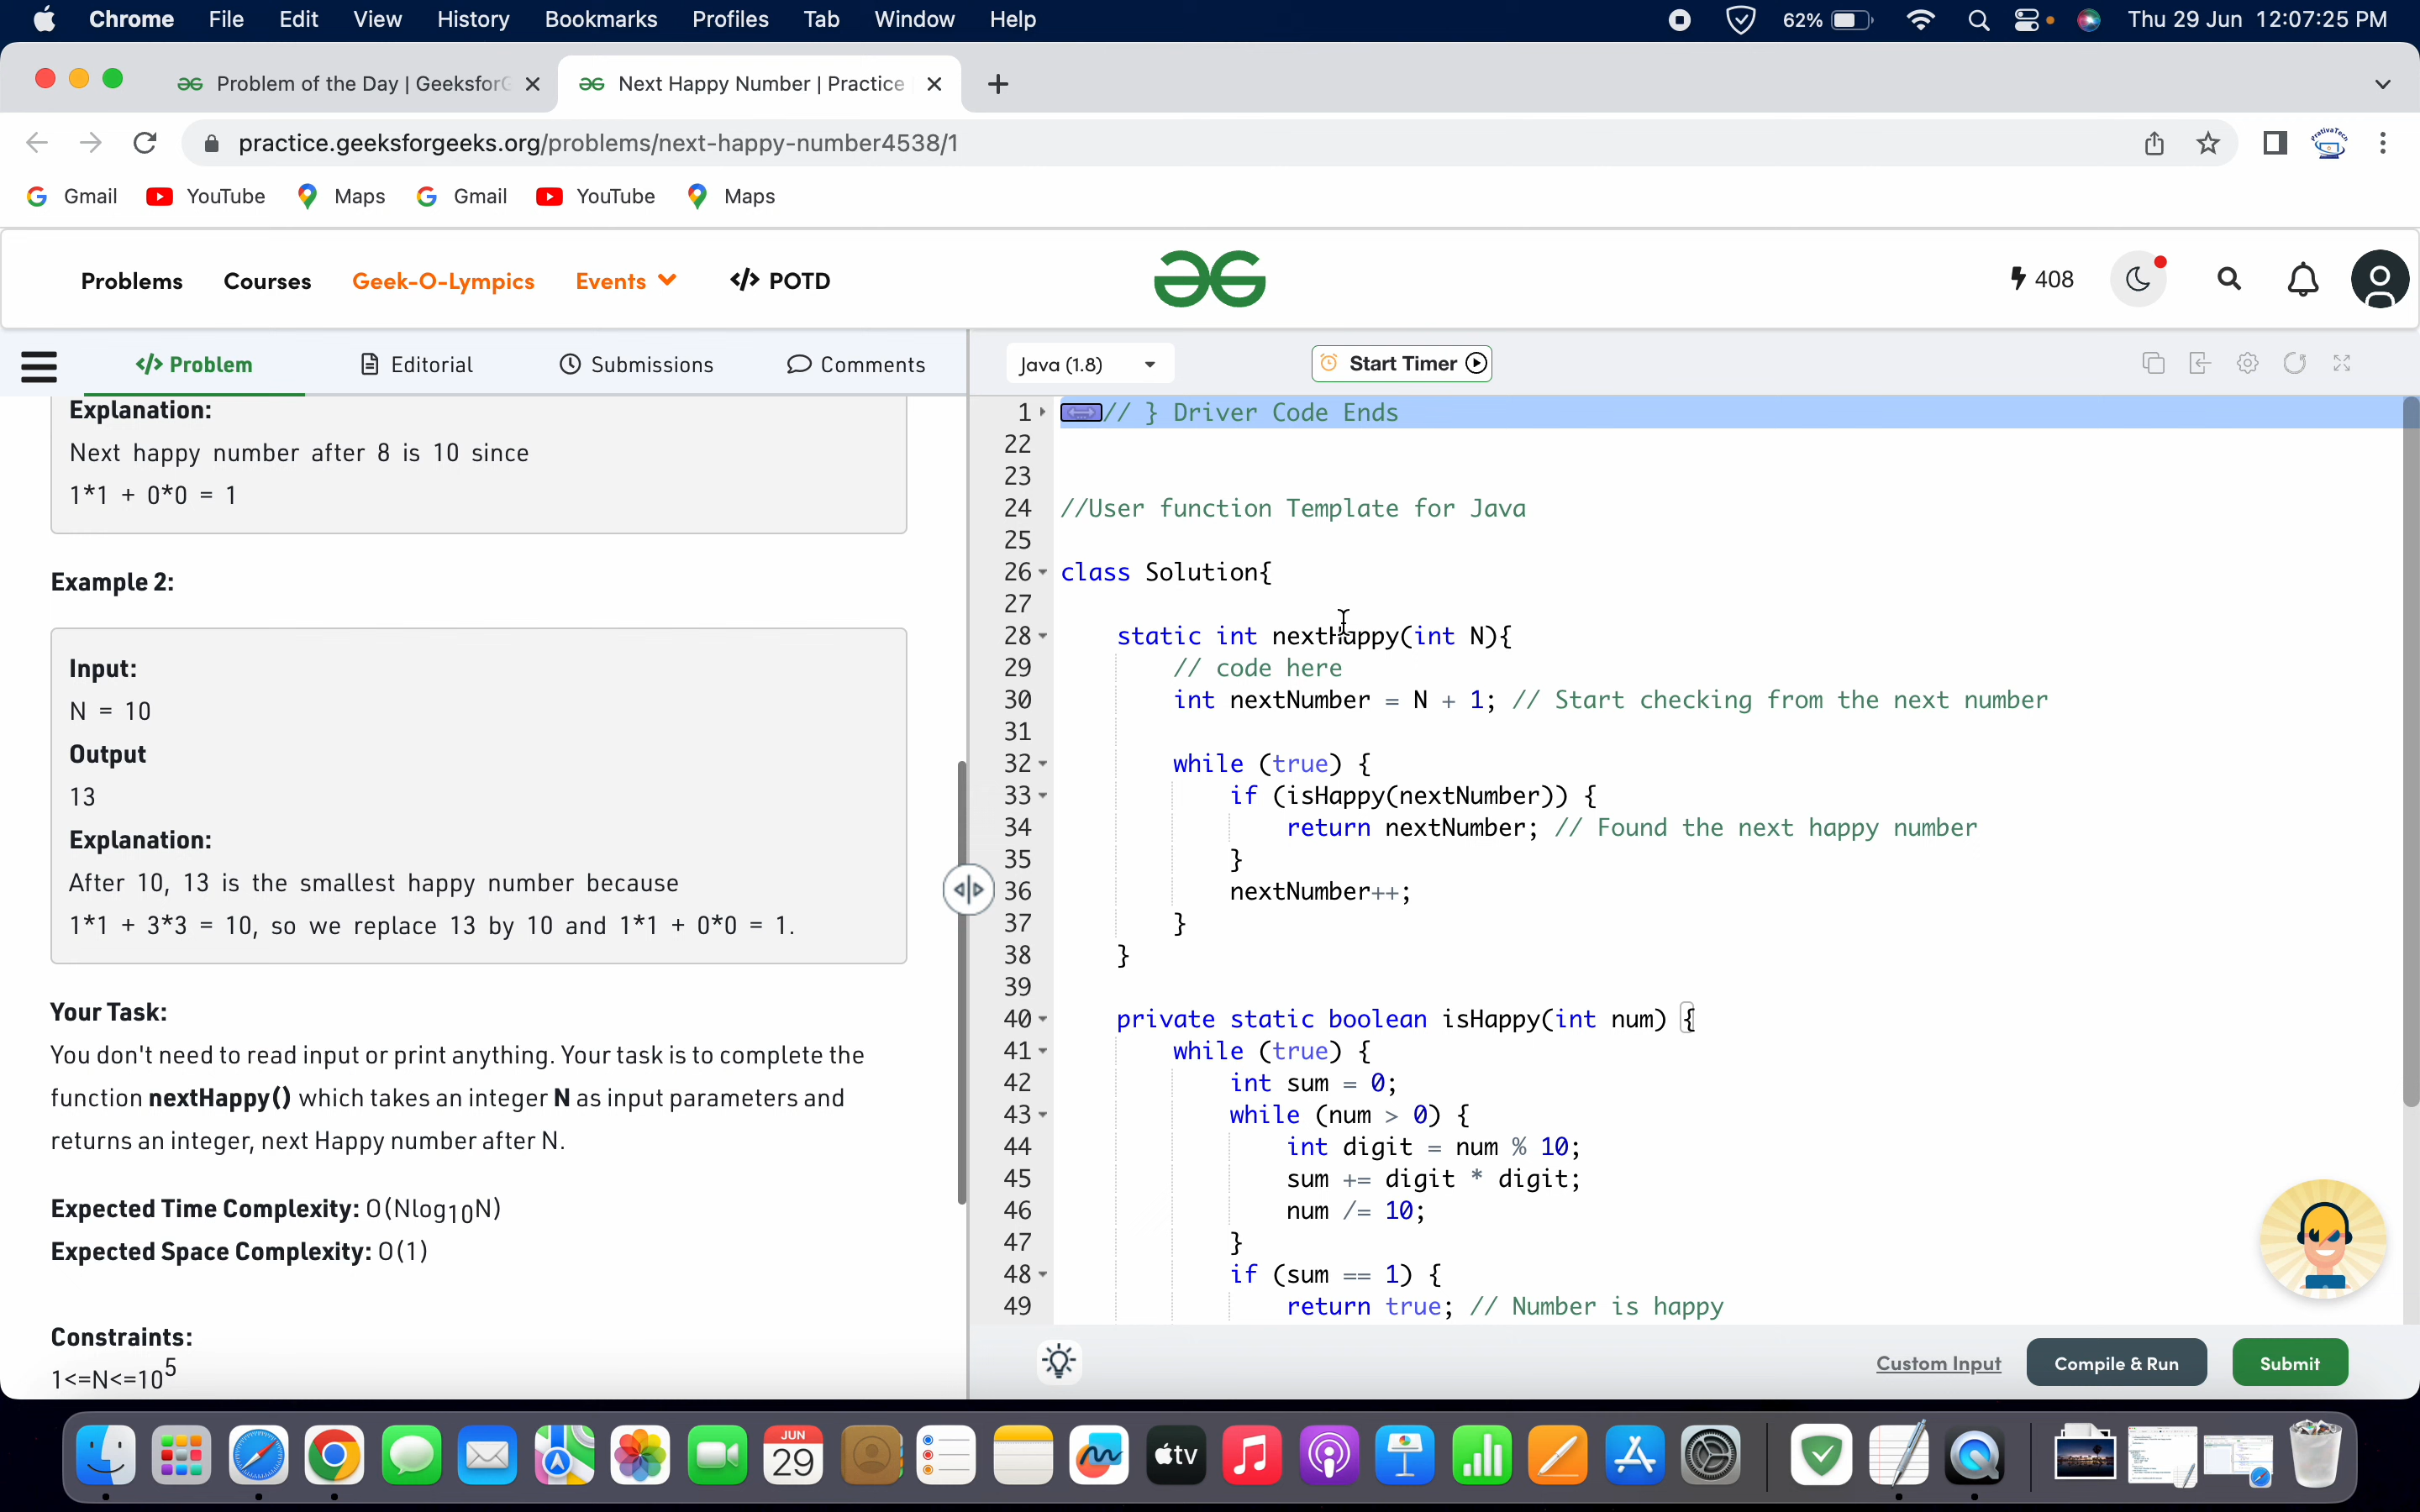 Chrome File Edit View History Bookmarks Profiles Tab Window Help 62% Thu 29 Jun 12:07:25 PM
Problem of the Day | Geeksfor Next Happy Number | Practice
practice.geeksforgeeks.org/problems/next-happy-number4538/1
Gmail YouTube Maps Gmail YouTube Maps
Problems Courses Geek-O-Lympics Events </> POTD 408
</> Problem Editorial Submissions Comments Java (1.8) Start Timer
Explanation:
Next happy number after 8 is 10 since
1*1 + 0*0 = 1
Example 2:
Input:
N = 10
Output
13
Explanation:
After 10, 13 is the smallest happy number because
1*1 + 3*3 = 10, so we replace 13 by 10 and 1*1 + 0*0 = 1.
Your Task:
You don't need to read input or print anything. Your task is to complete the
function nextHappy() which takes an integer N as input parameters and
returns an integer, next Happy number after N.
Expected Time Complexity: O(Nlog10N)
Expected Space Complexity: O(1)
Constraints:
1<=N<=10^5
1 // } Driver Code Ends
22
23
24 //User function Template for Java
25
26 class Solution{
27
28 static int nextHappy(int N){
29 // code here
30 int nextNumber = N + 1; // Start checking from the next number
31
32 while (true) {
33 if (isHappy(nextNumber)) {
34 return nextNumber; // Found the next happy number
35 }
36 nextNumber++;
37 }
38 }
39
40 private static boolean isHappy(int num) {
41 while (true) {
42 int sum = 0;
43 while (num > 0) {
44 int digit = num % 10;
45 sum += digit * digit;
46 num /= 10;
47 }
48 if (sum == 1) {
49 return true; // Number is happy
Custom Input Compile & Run Submit
JUN
29
tv